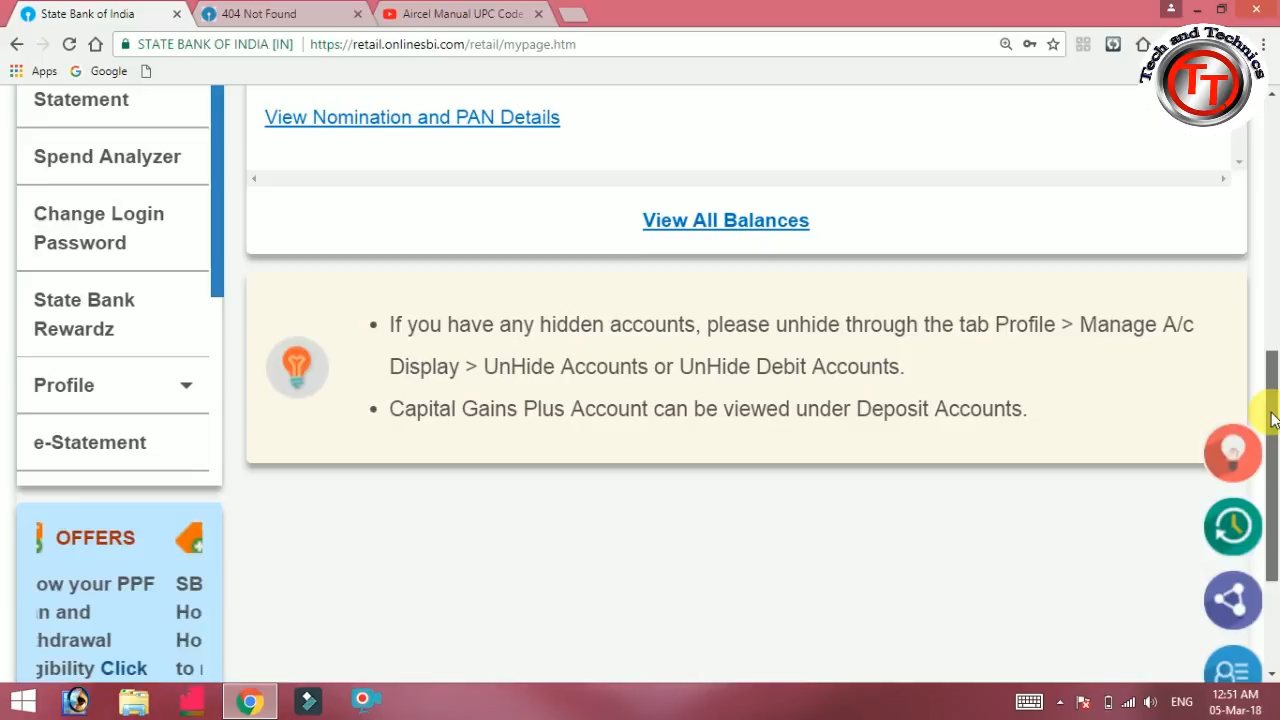 State Bank of India
404 Not Found
Aircel Manual UPC Code
STATE BANK OF INDIA [IN]
https://retail.onlinesbi.com/retail/mypage.htm
Apps
Google
Tech and Technics
TT
Statement
Spend Analyzer
Change Login
Password
State Bank
Rewardz
Profile
e-Statement
View Nomination and PAN Details
View All Balances
If you have any hidden accounts, please unhide through the tab Profile > Manage A/c
Display > UnHide Accounts or UnHide Debit Accounts.
Capital Gains Plus Account can be viewed under Deposit Accounts.
OFFERS
ow your PPF
n and
thdrawal
gibility Click
SB
Ho
Ho
to
ENG
12:51 AM
05-Mar-18